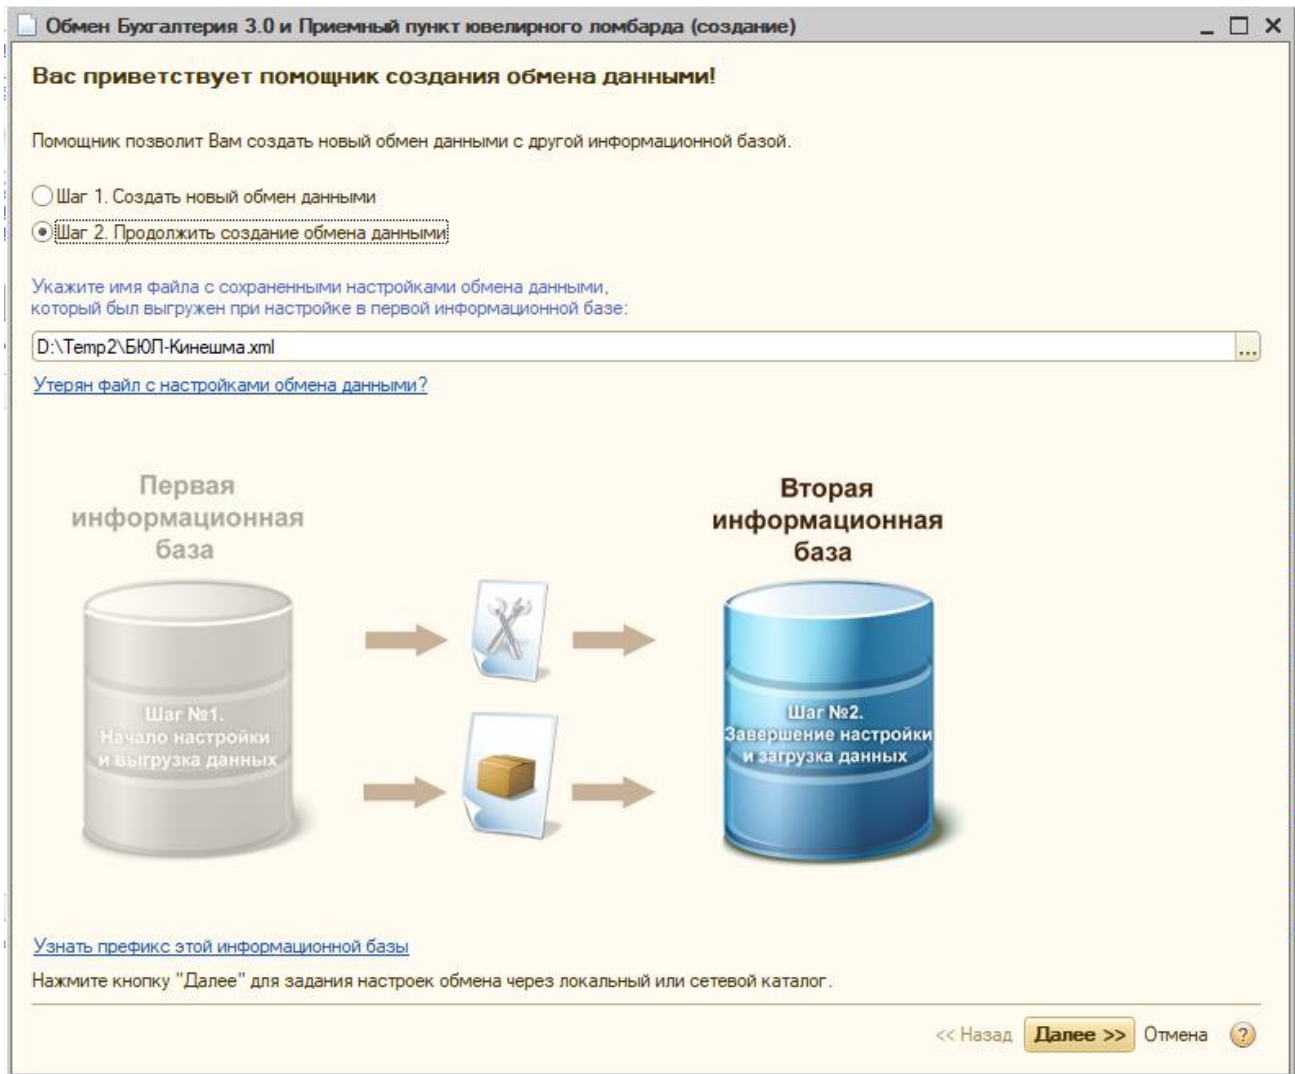 Обмен Бухгалтерия 3.0 и Приемный пункт ювелирного ломбарда (создание)
Вас приветствует помощник создания обмена данными!
Помощник позволит Вам создать новый обмен данными с другой информационной базой.
Шаг 1. Создать новый обмен данными
Шаг 2. Продолжить создание обмена данными
Укажите имя файла с сохраненными настройками обмена данными,
который был выгружен при настройке в первой информационной базе:
D:\Temp2\БЮЛ-Кинешма.xml
...
Утерян файл с настройками обмена данными?
Первая
информационная
база
Вторая
информационная
база
Шаг №1.
Начало настройки
и выгрузка данных
Шаг №2.
Завершение настройки
и загрузка данных
Узнать префикс этой информационной базы
Нажмите кнопку "Далее" для задания настроек обмена через локальный или сетевой каталог.
<< Назад Далее >> Отмена ?